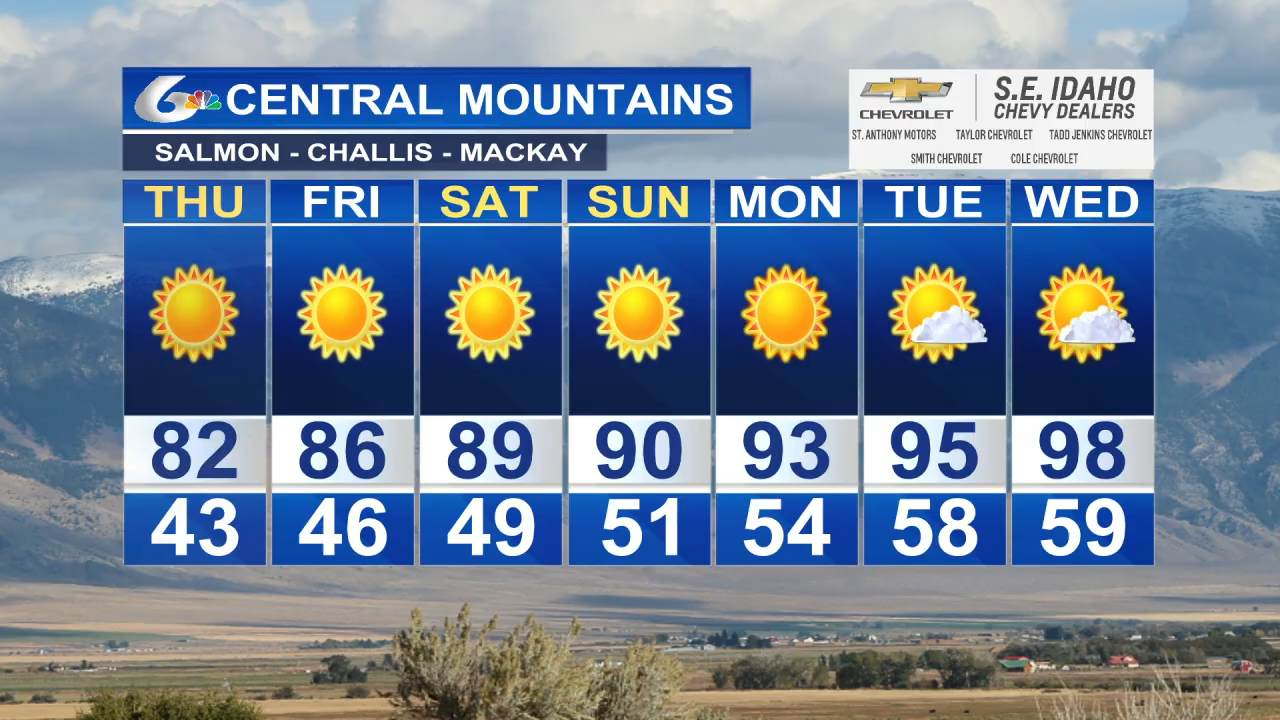 6 CENTRAL MOUNTAINS
SALMON - CHALLIS - MACKAY
CHEVROLET
S.E. IDAHO
CHEVY DEALERS
ST. ANTHONY MOTORS TAYLOR CHEVROLET TADD JENKINS CHEVROLET
SMITH CHEVROLET COLE CHEVROLET
THU FRI SAT SUN MON TUE WED
82 86 89 90 93 95 98
43 46 49 51 54 58 59